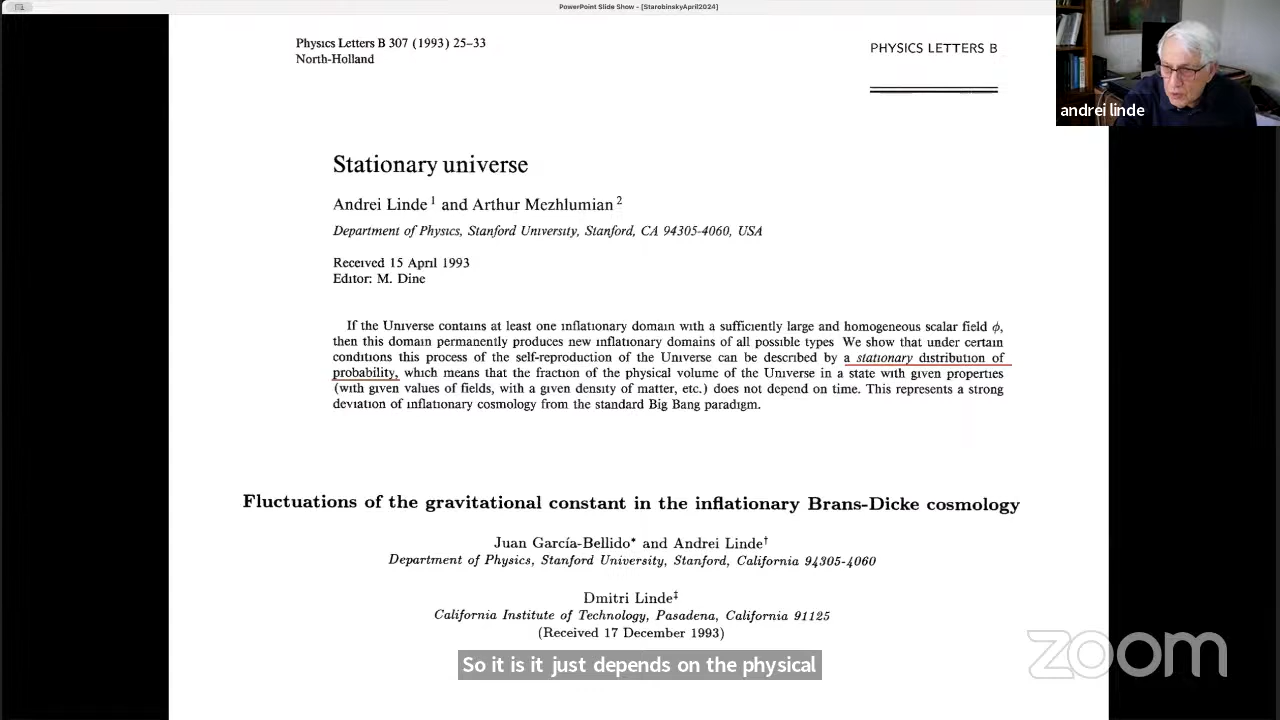 PowerPoint Slide Show - [StarobinskyApril2024]
Physics Letters B 307 (1993) 25-33
North-Holland
PHYSICS LETTERS B
andrei linde
Stationary universe
Andrei Linde 1 and Arthur Mezhlumian 2
Department of Physics, Stanford University, Stanford, CA 94305-4060, USA
Received 15 April 1993
Editor: M. Dine
If the Universe contains at least one inflationary domain with a sufficiently large and homogeneous scalar field ϕ,
then this domain permanently produces new inflationary domains of all possible types We show that under certain
conditions this process of the self-reproduction of the Universe can be described by a stationary distribution of
probability, which means that the fraction of the physical volume of the Universe in a state with given properties
(with given values of fields, with a given density of matter, etc.) does not depend on time. This represents a strong
deviation of inflationary cosmology from the standard Big Bang paradigm.
Fluctuations of the gravitational constant in the inflationary Brans-Dicke cosmology
Juan García-Bellido* and Andrei Linde†
Department of Physics, Stanford University, Stanford, California 94305-4060
Dmitri Linde‡
California Institute of Technology, Pasadena, California 91125
(Received 17 December 1993)
So it is it just depends on the physical
zoom